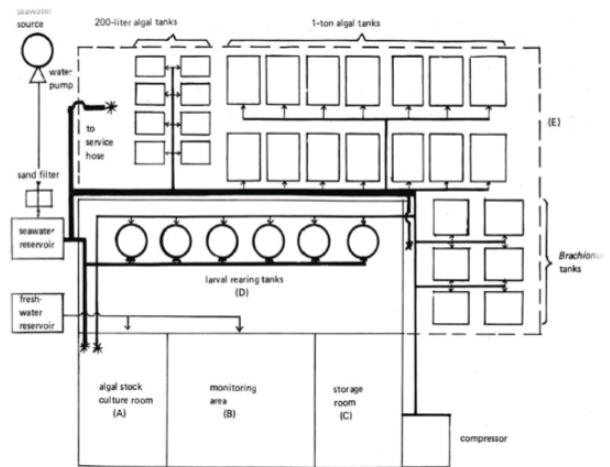 seawater
source
200-liter algal tanks
1-ton algal tanks
water
pump
to
service
hose
(E)
sand filter
seawater
reservoir
larval rearing tanks
(D)
Brachionus
tanks
fresh-
water
reservoir
algal stock
culture room
(A)
monitoring
area
(B)
storage
room
(C)
compressor